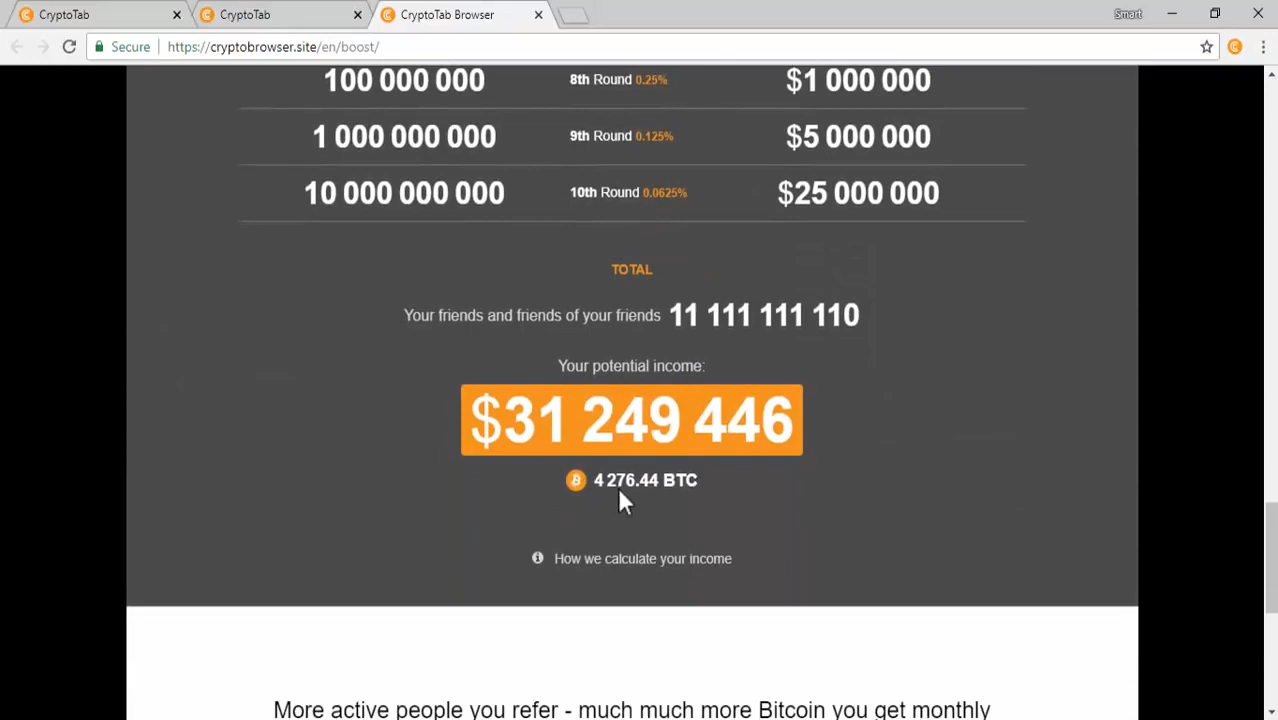 CryptoTab
CryptoTab
CryptoTab Browser
Smart
Secure
https://cryptobrowser.site/en/boost/
100 000 000 8th Round 0.25% $1 000 000
1 000 000 000 9th Round 0.125% $5 000 000
10 000 000 000 10th Round 0.0625% $25 000 000
TOTAL
Your friends and friends of your friends 11 111 111 110
Your potential income:
$31 249 446
4 276.44 BTC
How we calculate your income
More active people you refer - much much more Bitcoin you get monthly